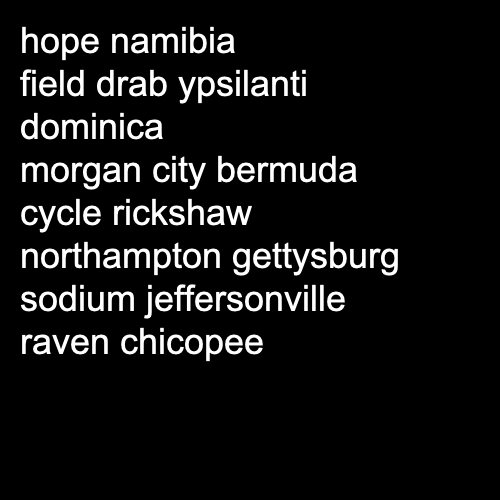 hope namibia
field drab ypsilanti
dominica
morgan city bermuda
cycle rickshaw
northampton gettysburg
sodium jeffersonville
raven chicopee